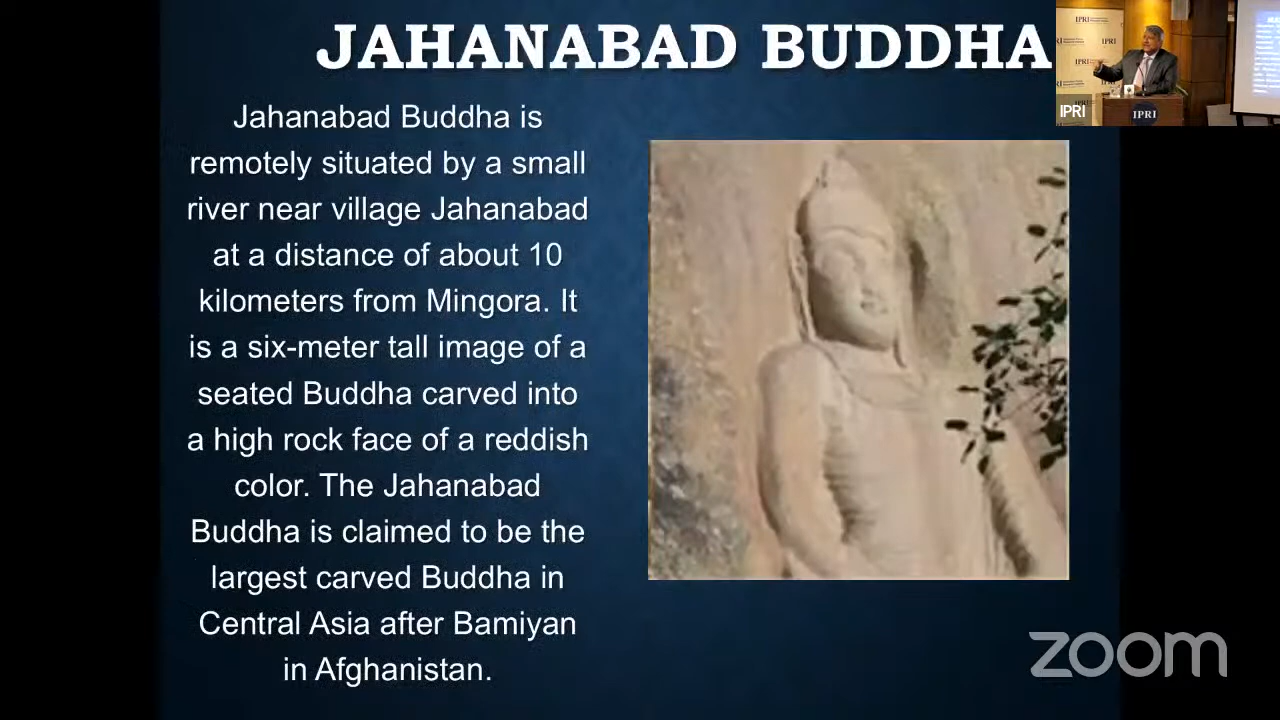 JAHANABAD BUDDHA
Jahanabad Buddha is
remotely situated by a small
river near village Jahanabad
at a distance of about 10
kilometers from Mingora. It
is a six-meter tall image of a
seated Buddha carved into
a high rock face of a reddish
color. The Jahanabad
Buddha is claimed to be the
largest carved Buddha in
Central Asia after Bamiyan
in Afghanistan.
IPRI
IPRI
IPRI
IPRI
IPRI
zoom